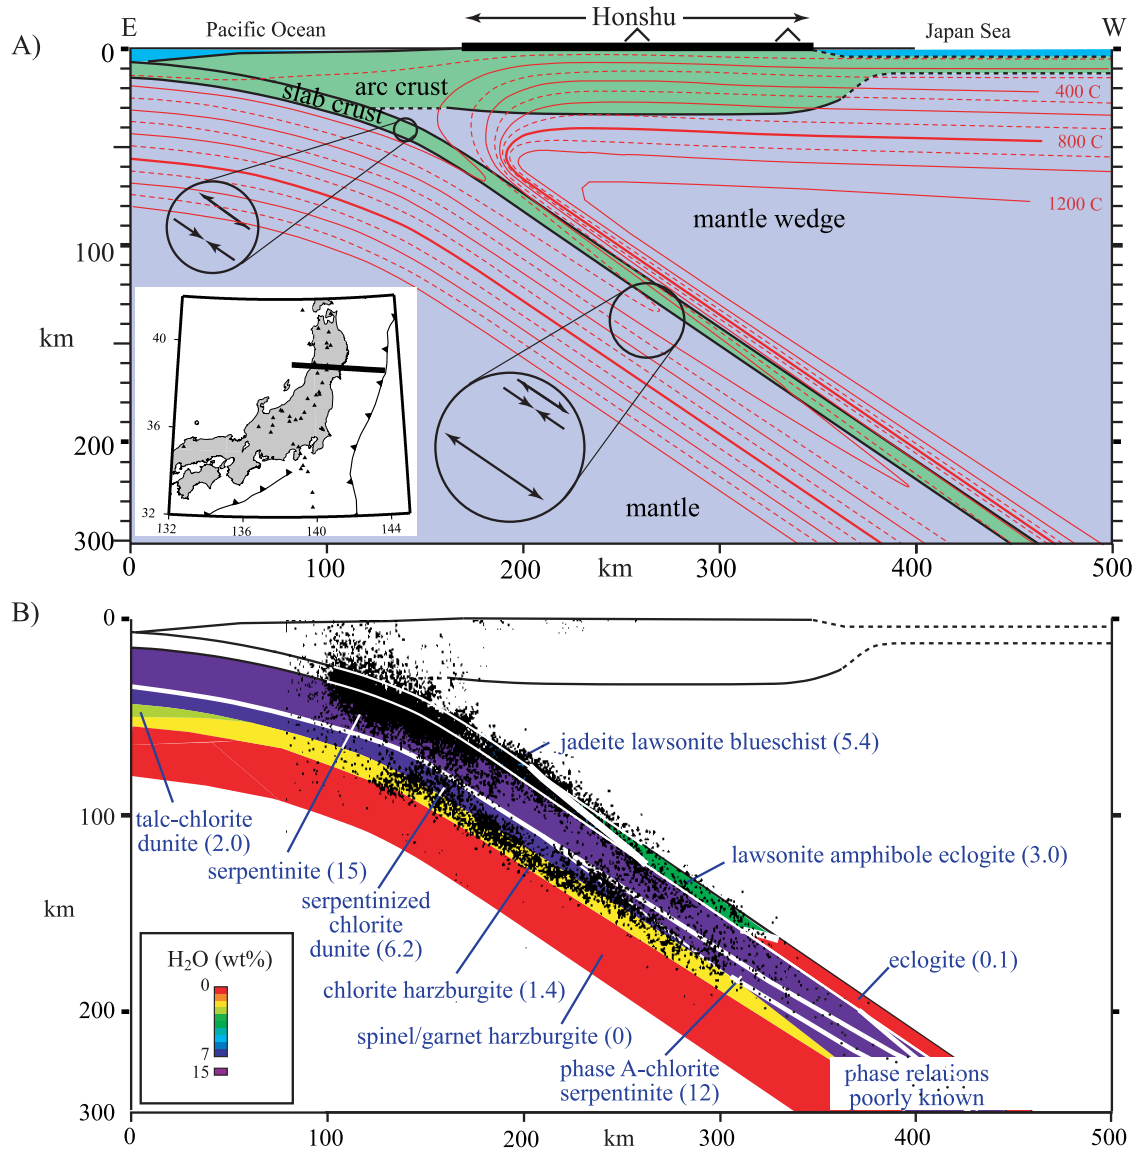 A)
E
Pacific Ocean
Honshu
Japan Sea
W
0
arc crust
slab crust
400 C
800 C
1200 C
mantle wedge
100
km
200
300
mantle
40
36
32
132
136
140
144
0
100
200
km
300
400
500
B)
0
jadeite lawsonite blueschist (5.4)
100
talc-chlorite
dunite (2.0)
serpentinite (15)
lawsonite amphibole eclogite (3.0)
serpentinized
chlorite
dunite (6.2)
km
H2O (wt%)
0
7
15
chlorite harzburgite (1.4)
eclogite (0.1)
spinel/garnet harzburgite (0)
200
phase A-chlorite
serpentinite (12)
phase relations
poorly known
300
0
100
200
km
300
400
500